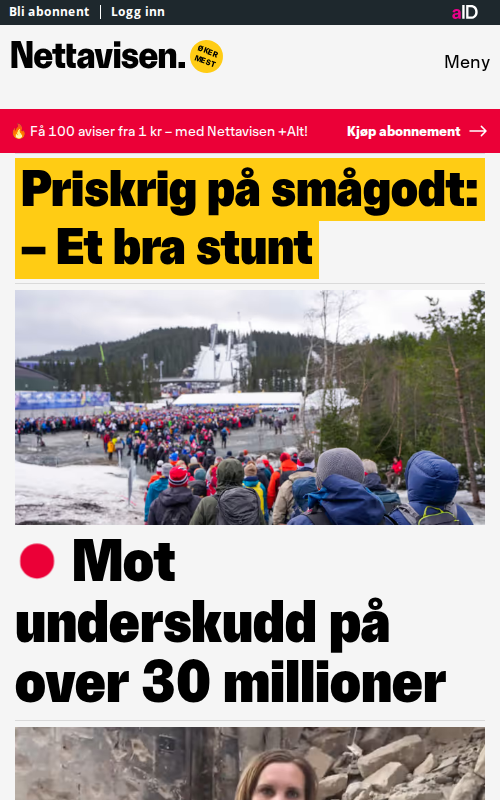 Bli abonnent
Logg inn
aID
Nettavisen.
ØKER
MEST
Meny
🔥 Få 100 aviser fra 1 kr – med Nettavisen +Alt!
Kjøp abonnement →
Priskrig på smågodt:
– Et bra stunt
Mot
underskudd på
over 30 millioner